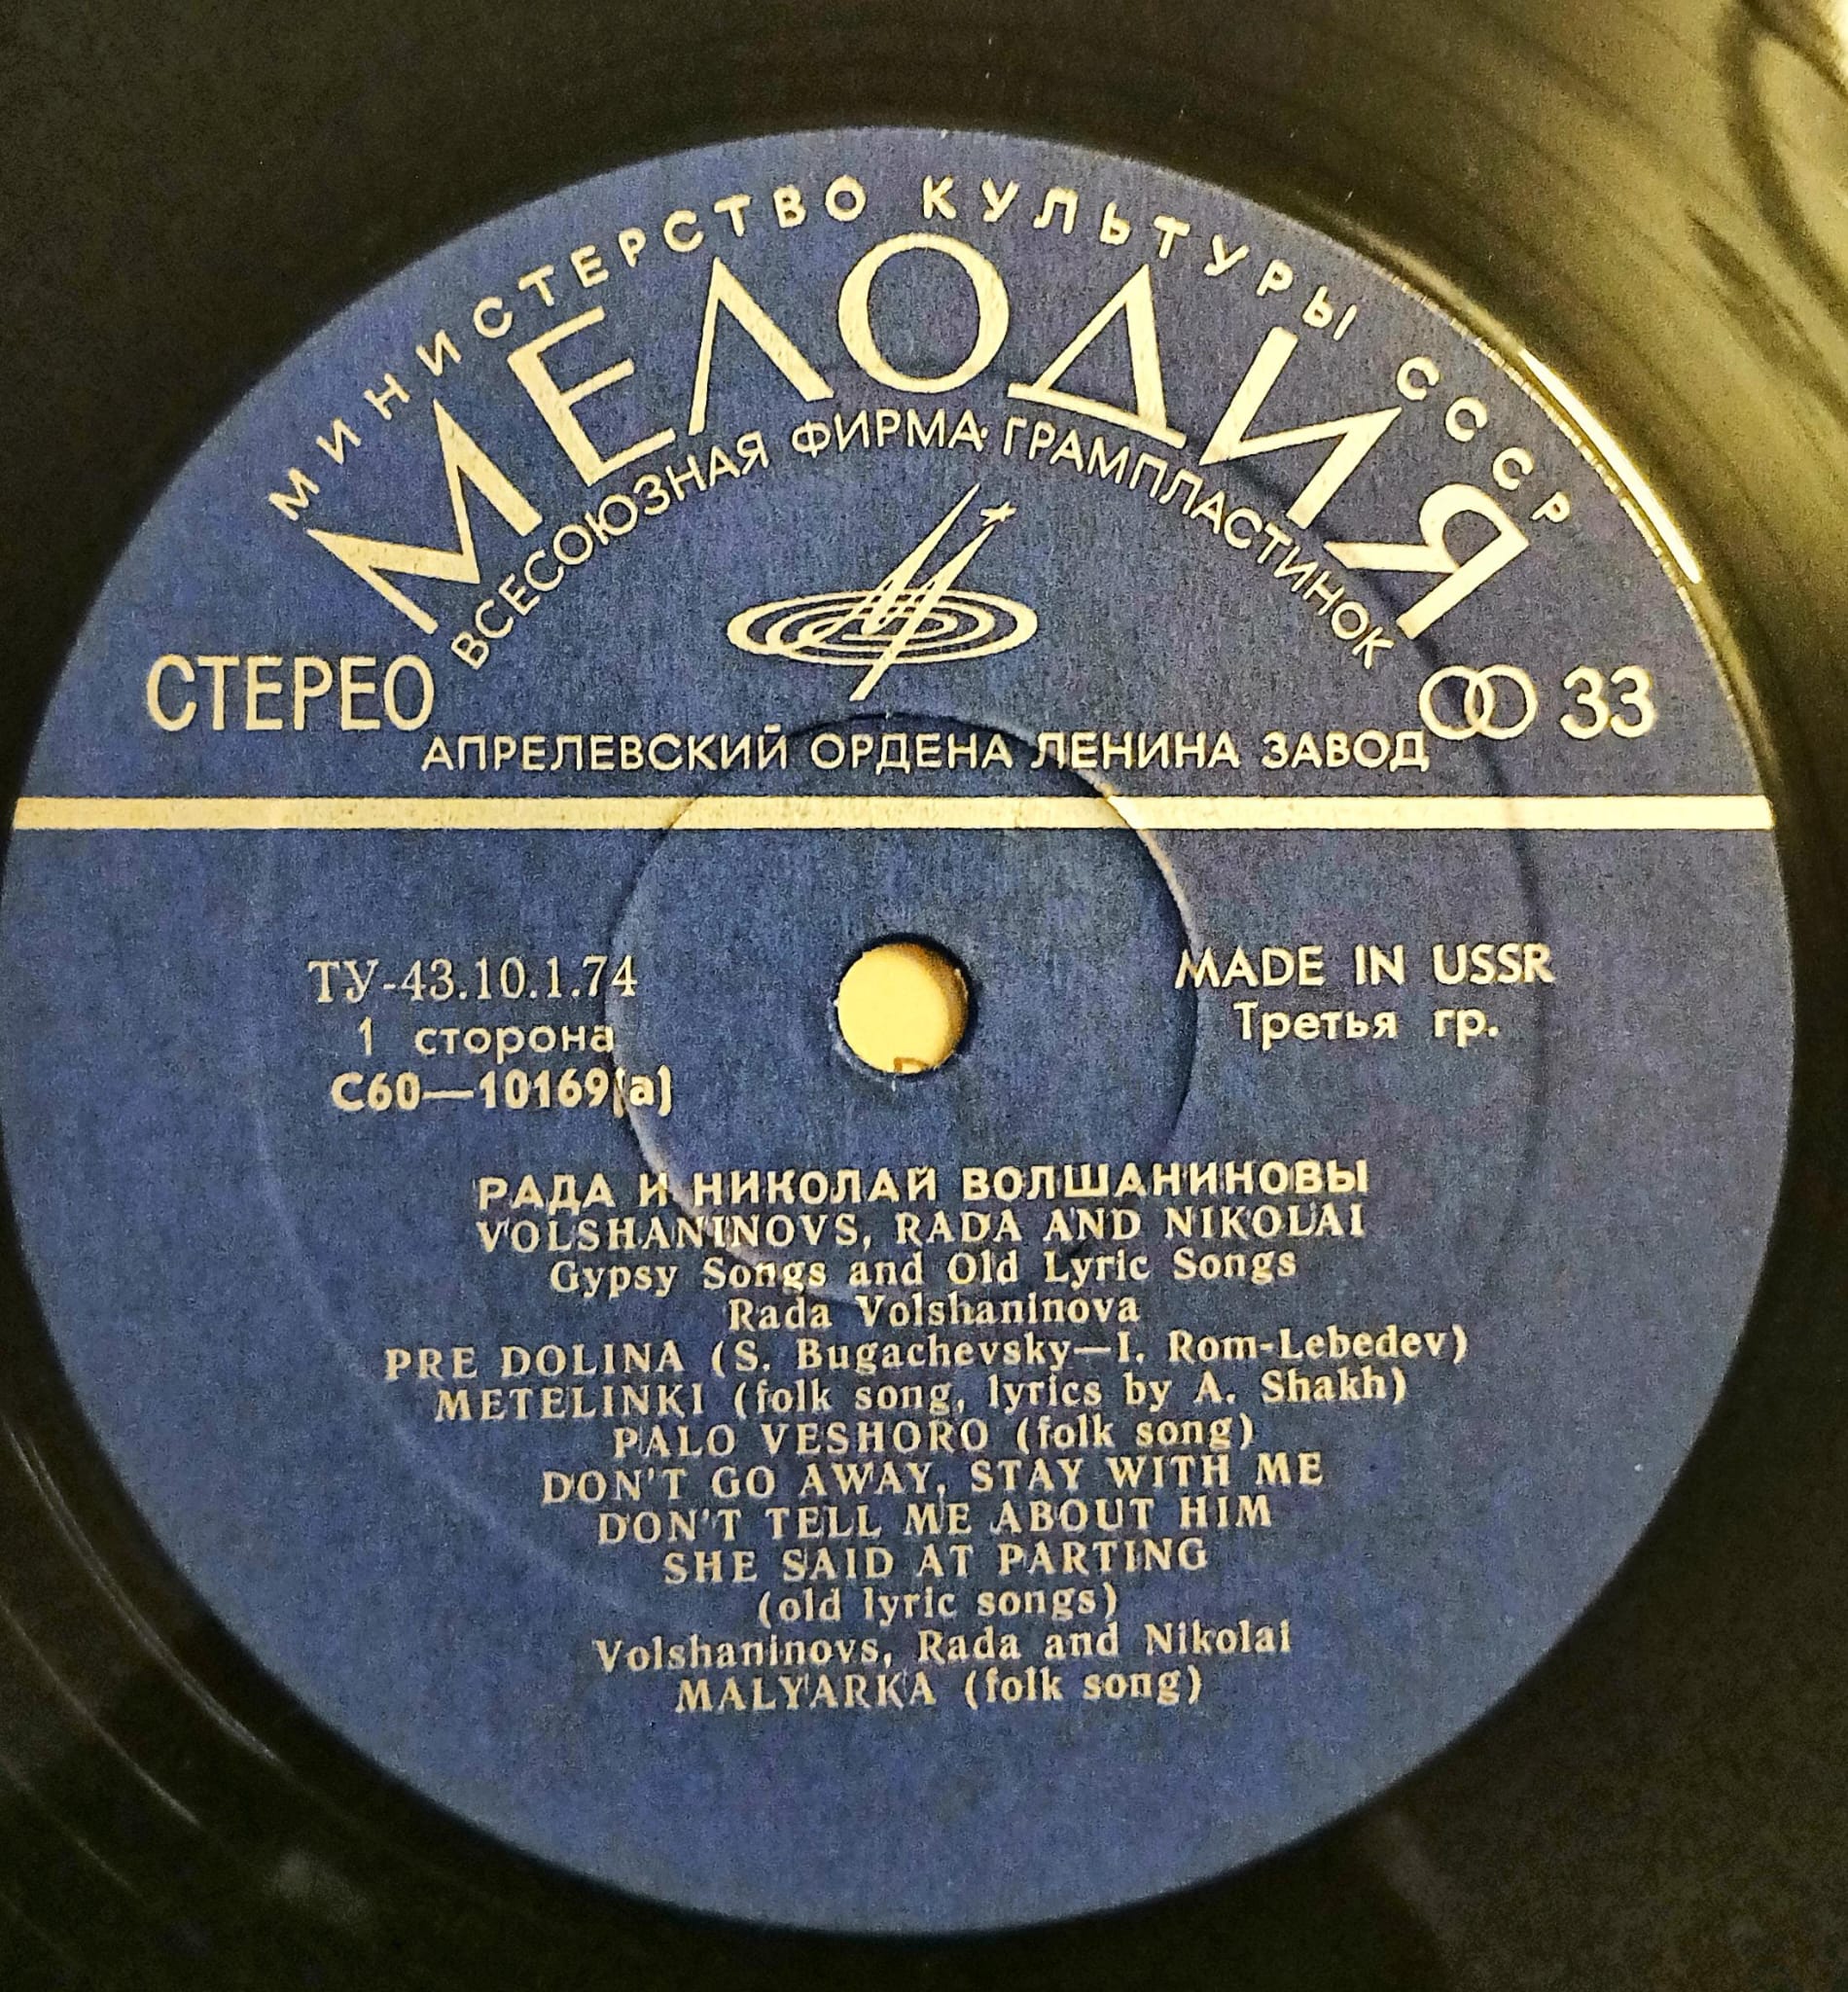 МИНИСТЕРСТВО КУЛЬТУРЫ СССР
МЕЛОДИЯ
ВСЕСОЮЗНАЯ ФИРМА ГРАМПЛАСТИНОК
СТЕРЕО
33
АПРЕЛЕВСКИЙ ОРДЕНА ЛЕНИНА ЗАВОД
ТУ-43.10.1.74
1 сторона
С60—10169(а)
MADE IN USSR
Третья гр.
РАДА И НИКОЛАЙ ВОЛШАНИНОВЫ
VOLSHANINOVS, RADA AND NIKOLAI
Gypsy Songs and Old Lyric Songs
Rada Volshaninova
PRE DOLINA (S. Bugachevsky—I. Rom-Lebedev)
METELINKI (folk song, lyrics by A. Shakh)
PALO VESHORO (folk song)
DON'T GO AWAY, STAY WITH ME
DON'T TELL ME ABOUT HIM
SHE SAID AT PARTING
(old lyric songs)
Volshaninovs, Rada and Nikolai
MALYARKA (folk song)